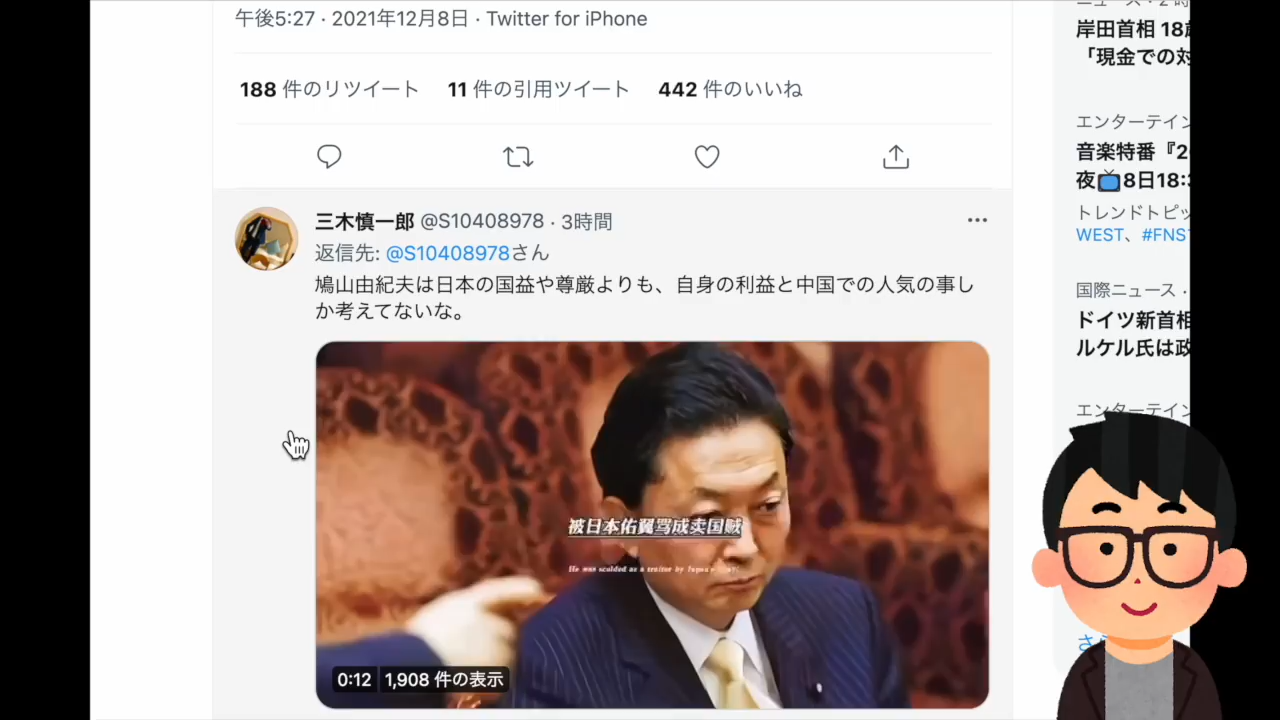 午後5:27 · 2021年12月8日 · Twitter for iPhone
188 件のリツイート 11 件の引用ツイート 442 件のいいね
三木慎一郎 @S10408978 · 3時間
返信先: @S10408978さん
鳩山由紀夫は日本の国益や尊厳よりも、自身の利益と中国での人気の事し
か考えてないな。
被日本佑翼骂成卖国贼
He was scolded as a traitor by Japan's
0:12 1,908 件の表示
岸田首相 18
「現金での対
エンターテイン
音楽特番『2
夜📺8日18:
トレンドトピッ
WEST、#FNS
国際ニュース ·
ドイツ新首相
ルケル氏は政
エンターテイン
さ